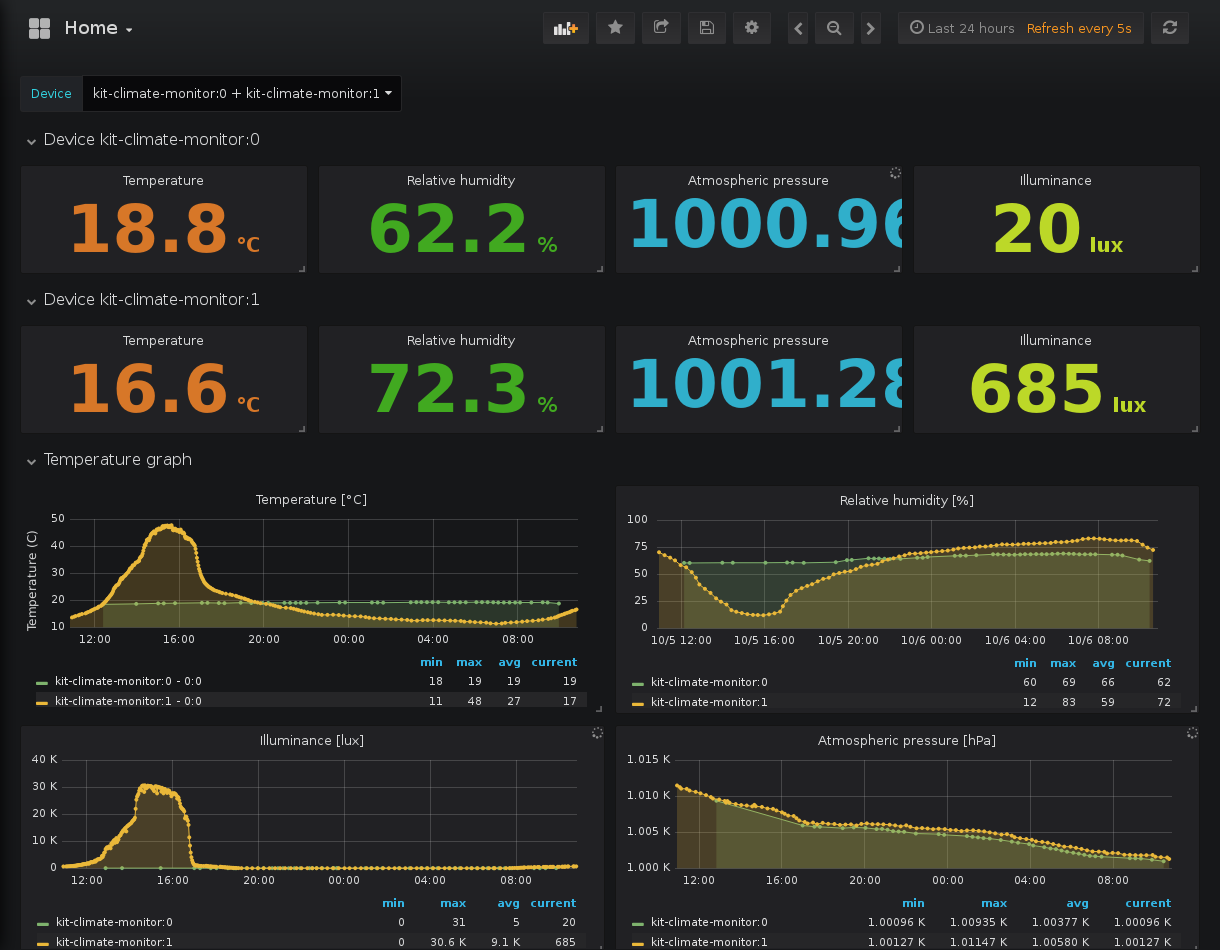 Home
Last 24 hours Refresh every 5s
Device kit-climate-monitor:0 + kit-climate-monitor:1
Device kit-climate-monitor:0
Temperature Relative humidity Atmospheric pressure Illuminance
18.8 °C 62.2 % 1000.96 20 lux
Device kit-climate-monitor:1
Temperature Relative humidity Atmospheric pressure Illuminance
16.6 °C 72.3 % 1001.28 685 lux
Temperature graph
Temperature [°C]
Temperature (C)
50
40
30
20
10
12:00 16:00 20:00 00:00 04:00 08:00
min max avg current
kit-climate-monitor:0 - 0:0 18 19 19 19
kit-climate-monitor:1 - 0:0 11 48 27 17
Relative humidity [%]
100
75
50
25
0
10/5 12:00 10/5 16:00 10/5 20:00 10/6 00:00 10/6 04:00 10/6 08:00
min max avg current
kit-climate-monitor:0 60 69 66 62
kit-climate-monitor:1 12 83 59 72
Illuminance [lux]
40 K
30 K
20 K
10 K
0
12:00 16:00 20:00 00:00 04:00 08:00
min max avg current
kit-climate-monitor:0 0 31 5 20
kit-climate-monitor:1 0 30.6 K 9.1 K 685
Atmospheric pressure [hPa]
1.015 K
1.010 K
1.005 K
1.000 K
12:00 16:00 20:00 00:00 04:00 08:00
min max avg current
kit-climate-monitor:0 1.00096 K 1.00935 K 1.00377 K 1.00096 K
kit-climate-monitor:1 1.00127 K 1.01147 K 1.00580 K 1.00127 K